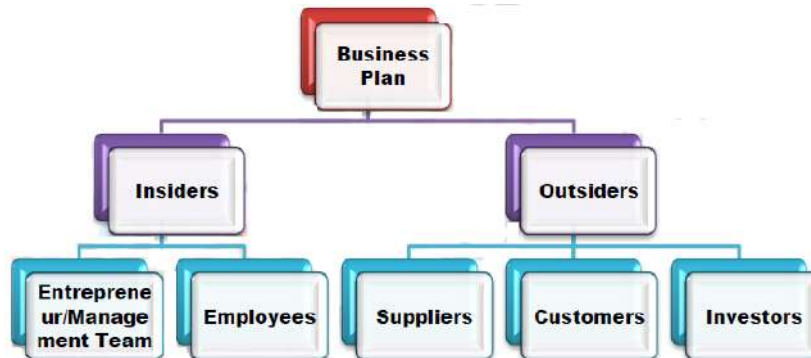 Business
Plan
Insiders
Outsiders
Entreprene
ur/Manage
ment Team
Employees
Suppliers
Customers
Investors